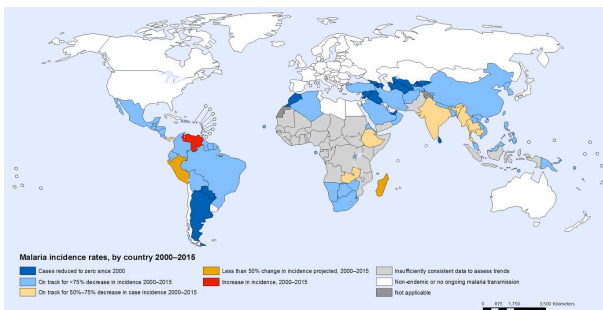 Malaria incidence rates, by country 2000–2015
Cases reduced to zero since 2000
On track for >75% decrease in incidence 2000–2015
On track for 50%–75% decrease in case incidence 2000–2015
Less than 50% change in incidence projected, 2000–2015
Increase in incidence, 2000–2015
Insufficiently consistent data to assess trends
Non-endemic or no ongoing malaria transmission
Not applicable
0 875 1,750 3,500 Kilometers